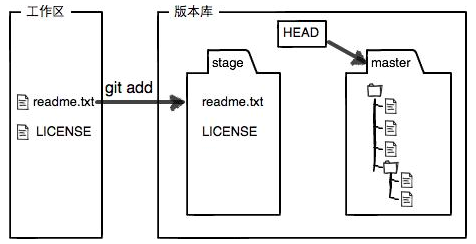 工作区
版本库
HEAD
stage
master
git add
readme.txt
readme.txt
LICENSE
LICENSE